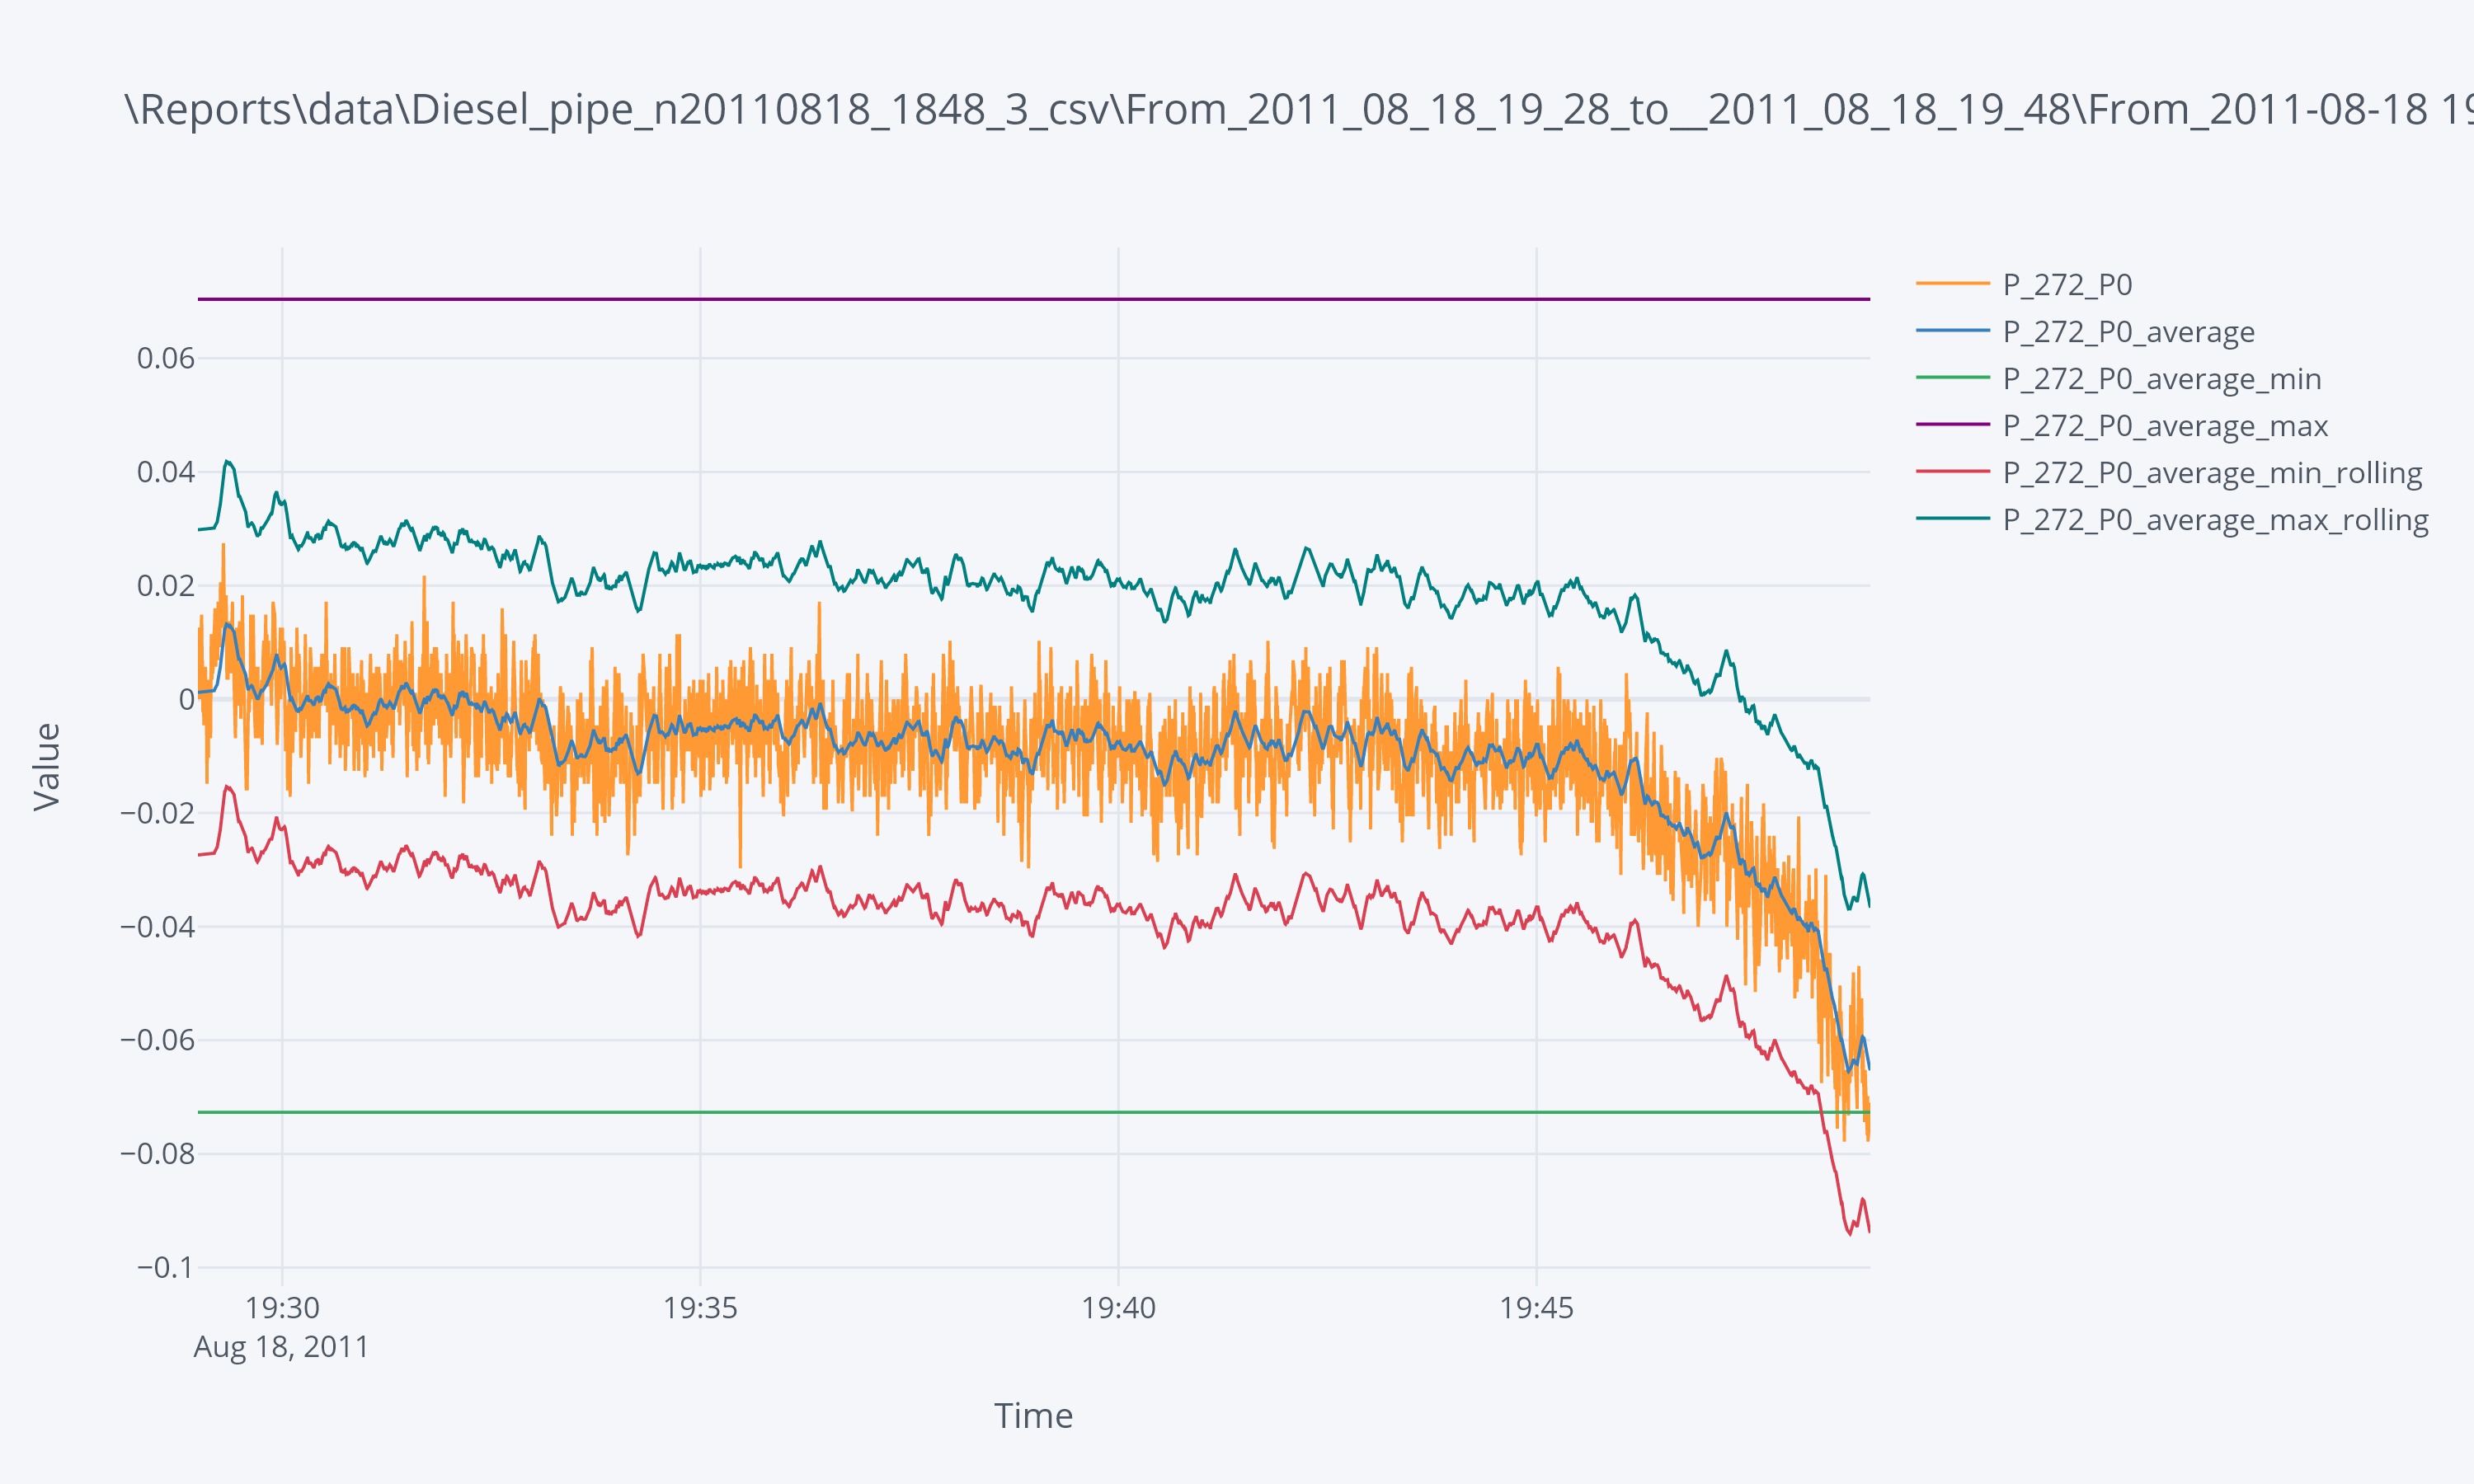 \Reports\data\Diesel_pipe_n20110818_1848_3_csv\From_2011_08_18_19_28_to__2011_08_18_19_48\From_2011-08-18 19
P_272_P0
P_272_P0_average
P_272_P0_average_min
P_272_P0_average_max
P_272_P0_average_min_rolling
P_272_P0_average_max_rolling
Value
0.06
0.04
0.02
0
−0.02
−0.04
−0.06
−0.08
−0.1
19:30
19:35
19:40
19:45
Aug 18, 2011
Time